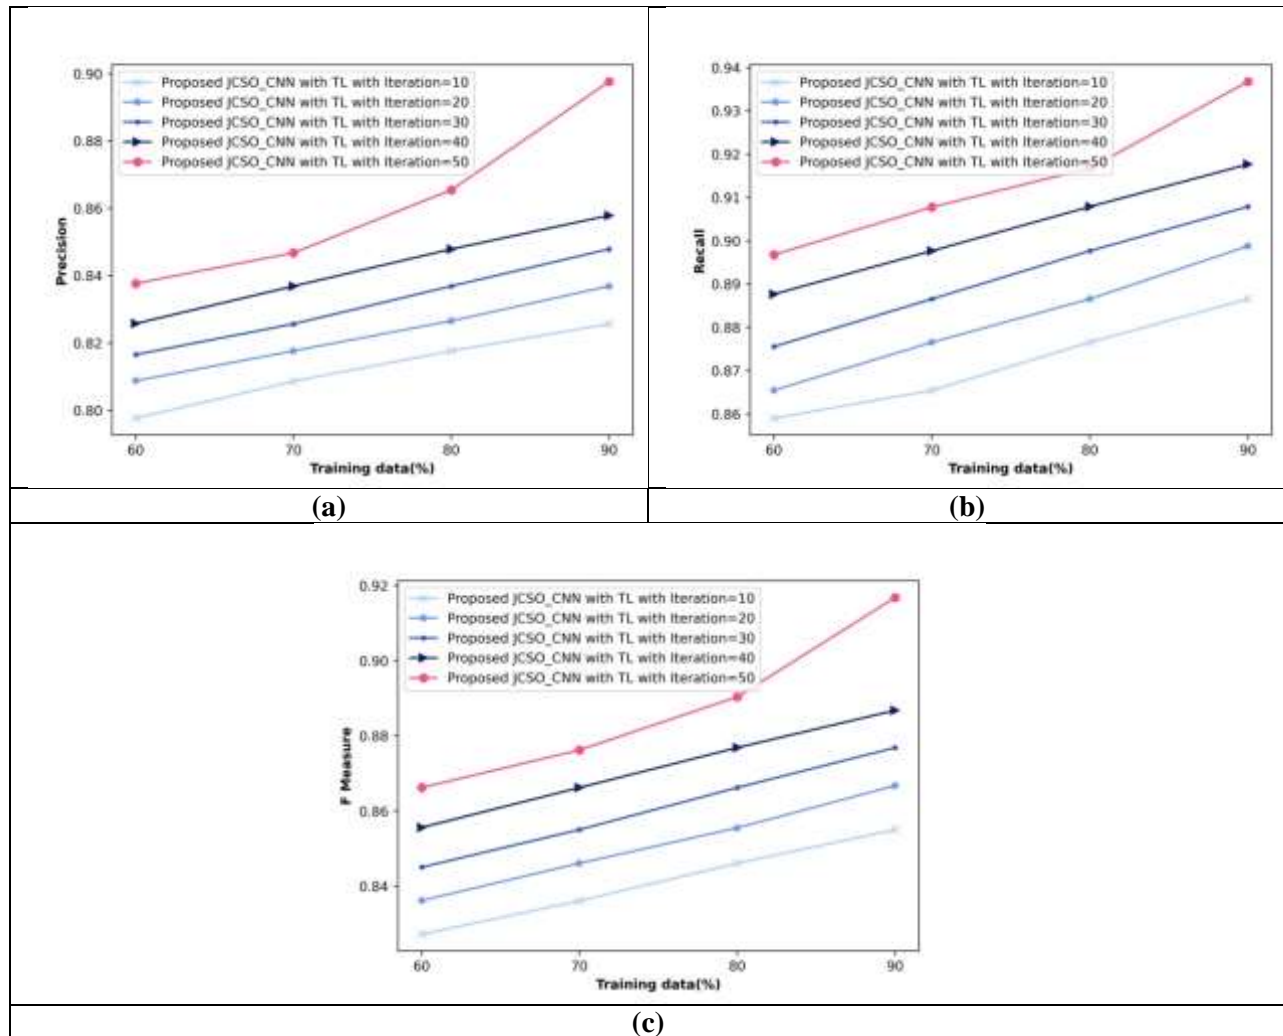 0.90
0.88
0.86
0.84
0.82
0.80
Precision
Proposed JCSO_CNN with TL with Iteration=10
Proposed JCSO_CNN with TL with Iteration=20
Proposed JCSO_CNN with TL with Iteration=30
Proposed JCSO_CNN with TL with Iteration=40
Proposed JCSO_CNN with TL with Iteration=50
60 70 80 90
Training data(%)
(a)
0.94
0.93
0.92
0.91
0.90
0.89
0.88
0.87
0.86
Recall
Proposed JCSO_CNN with TL with Iteration=10
Proposed JCSO_CNN with TL with Iteration=20
Proposed JCSO_CNN with TL with Iteration=30
Proposed JCSO_CNN with TL with Iteration=40
Proposed JCSO_CNN with TL with Iteration=50
60 70 80 90
Training data(%)
(b)
0.92
0.90
0.88
0.86
0.84
F Measure
Proposed JCSO_CNN with TL with Iteration=10
Proposed JCSO_CNN with TL with Iteration=20
Proposed JCSO_CNN with TL with Iteration=30
Proposed JCSO_CNN with TL with Iteration=40
Proposed JCSO_CNN with TL with Iteration=50
60 70 80 90
Training data(%)
(c)